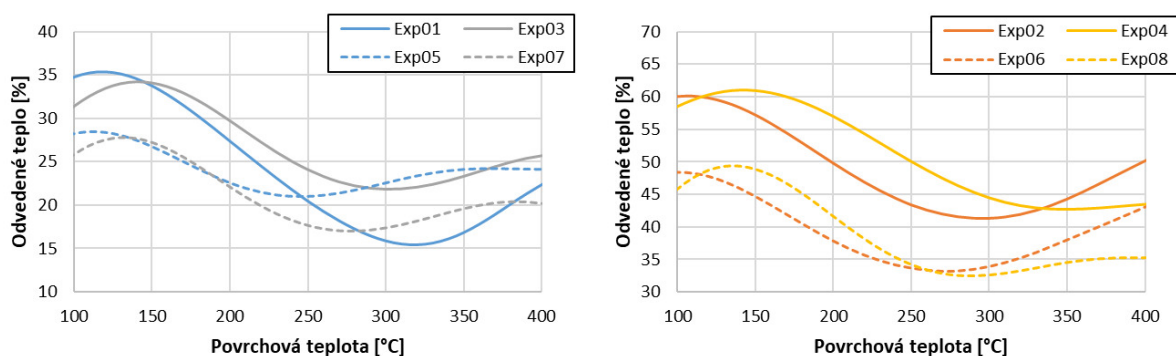 Exp01 Exp03
Exp05 Exp07
Odvedené teplo [%]
40
35
30
25
20
15
10
100 150 200 250 300 350 400
Povrchová teplota [°C]
Exp02 Exp04
Exp06 Exp08
Odvedené teplo [%]
70
65
60
55
50
45
40
35
30
100 150 200 250 300 350 400
Povrchová teplota [°C]